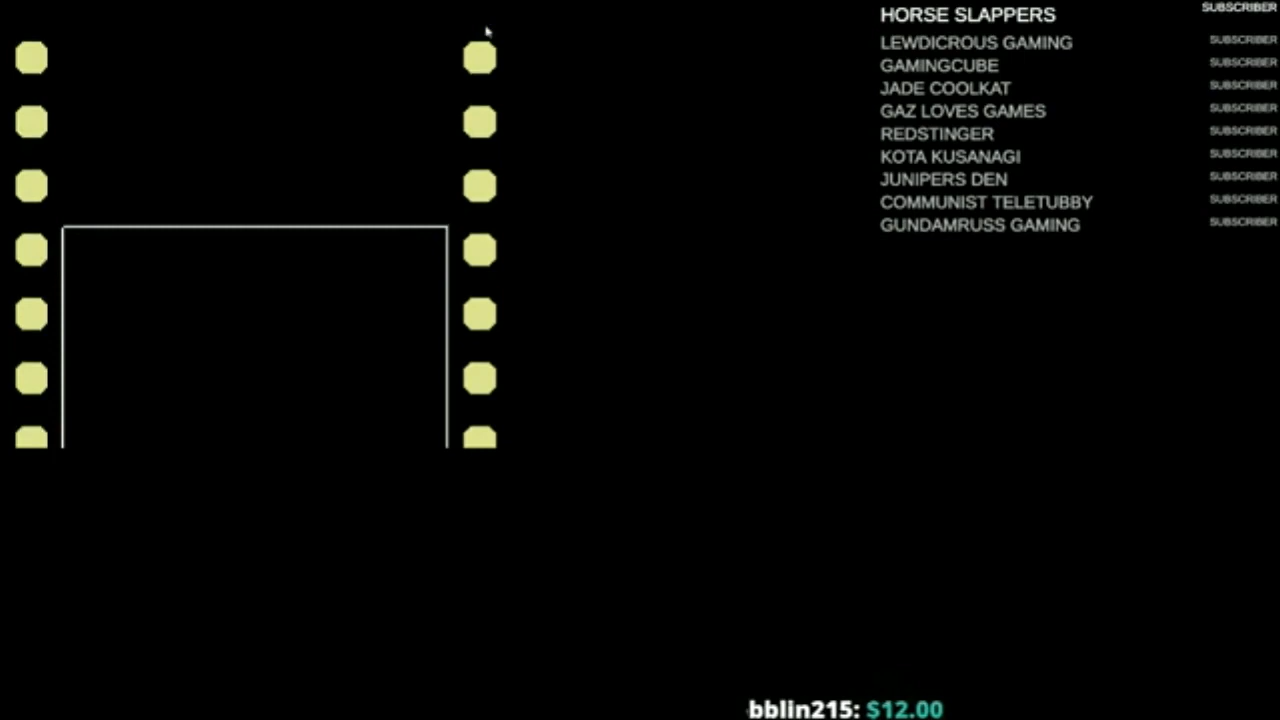 HORSE SLAPPERS SUBSCRIBER
LEWDICROUS GAMING SUBSCRIBER
GAMINGCUBE SUBSCRIBER
JADE COOLKAT SUBSCRIBER
GAZ LOVES GAMES SUBSCRIBER
REDSTINGER SUBSCRIBER
KOTA KUSANAGI SUBSCRIBER
JUNIPERS DEN SUBSCRIBER
COMMUNIST TELETUBBY SUBSCRIBER
GUNDAMRUSS GAMING SUBSCRIBER
bblin215: $12.00